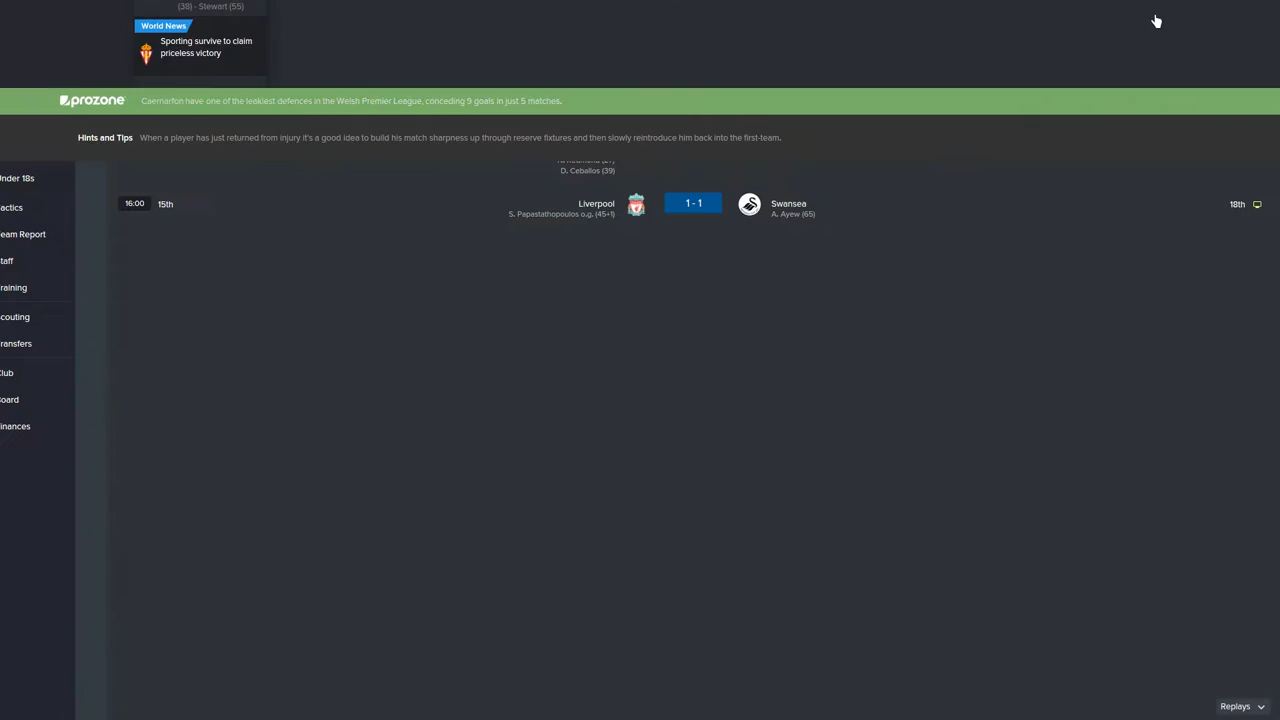 (38) - Stewart (55)
World News
Sporting survive to claim
priceless victory
prozone
Caernarfon have one of the leakiest defences in the Welsh Premier League, conceding 9 goals in just 5 matches.
Hints and Tips
When a player has just returned from injury it's a good idea to build his match sharpness up through reserve fixtures and then slowly reintroduce him back into the first-team.
D. Ceballos (39)
nder 18s
16:00 15th Liverpool 1 - 1 Swansea 18th
S. Papastathopoulos o.g. (45+1) A. Ayew (65)
actics
eam Report
taff
raining
couting
ransfers
lub
oard
inances
Replays